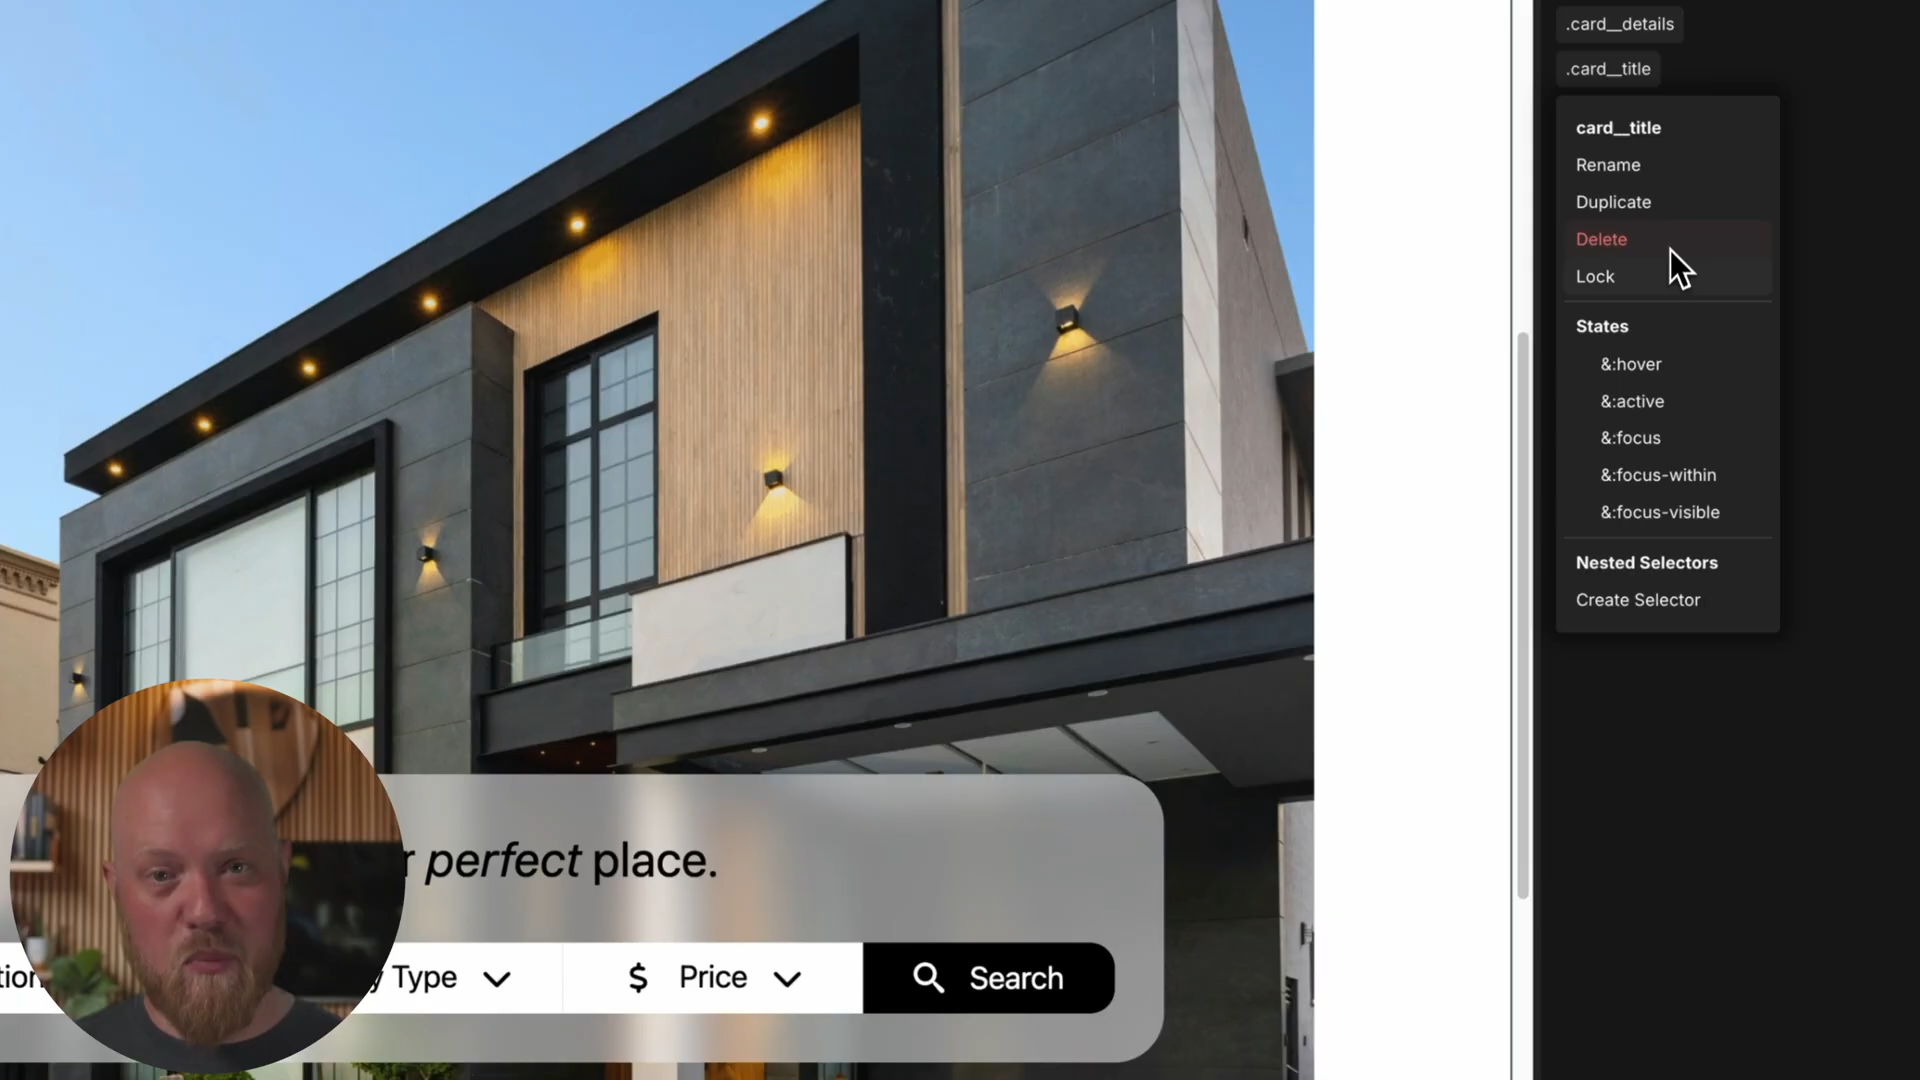 .card__details
.card__title
card__title
Rename
Duplicate
Delete
Lock
States
&:hover
&:active
&:focus
&:focus-within
&:focus-visible
Nested Selectors
Create Selector
perfect place.
Type
$ Price
Search